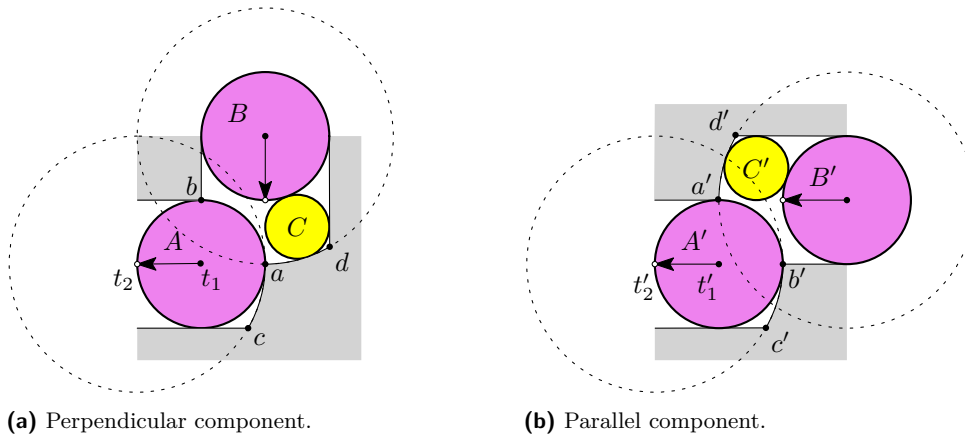 B
d′
C′
B′
b
a′
A
C
A′
d
t₂
t₁
a
t′₂
t′₁
b′
c
c′
(a) Perpendicular component.
(b) Parallel component.